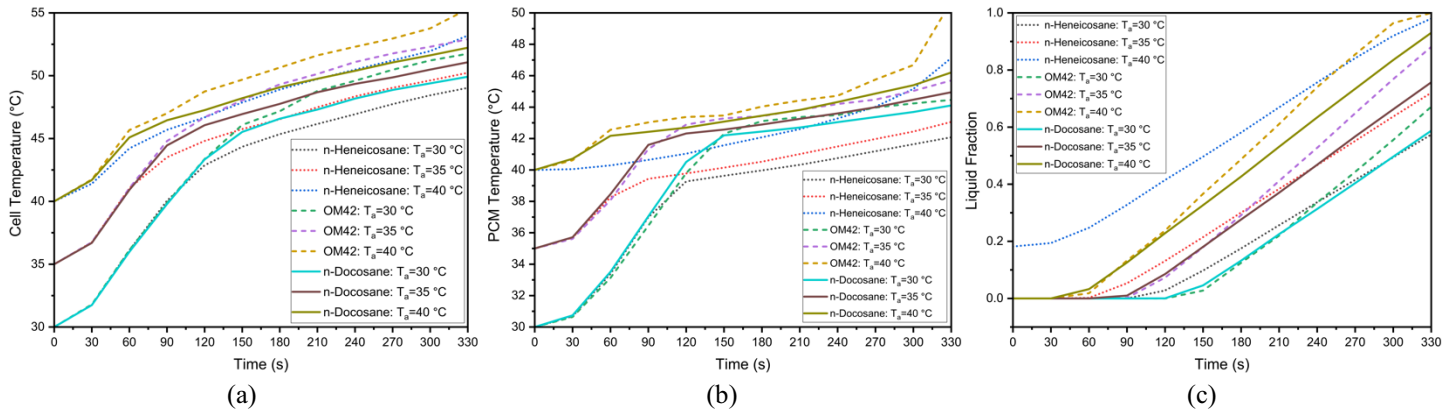 55
50
45
40
35
30
Cell Temperature (°C)
0 30 60 90 120 150 180 210 240 270 300 330
Time (s)
n-Heneicosane: Ta=30 °C
n-Heneicosane: Ta=35 °C
n-Heneicosane: Ta=40 °C
OM42: Ta=30 °C
OM42: Ta=35 °C
OM42: Ta=40 °C
n-Docosane: Ta=30 °C
n-Docosane: Ta=35 °C
n-Docosane: Ta=40 °C
(a)
50
48
46
44
42
40
38
36
34
32
30
PCM Temperature (°C)
0 30 60 90 120 150 180 210 240 270 300 330
Time (s)
n-Heneicosane: Ta=30 °C
n-Heneicosane: Ta=35 °C
n-Heneicosane: Ta=40 °C
OM42: Ta=30 °C
OM42: Ta=35 °C
OM42: Ta=40 °C
n-Docosane: Ta=30 °C
n-Docosane: Ta=35 °C
n-Docosane: Ta=40 °C
(b)
1.0
0.8
0.6
0.4
0.2
0.0
Liquid Fraction
0 30 60 90 120 150 180 210 240 270 300 330
Time (s)
n-Heneicosane: Ta=30 °C
n-Heneicosane: Ta=35 °C
n-Heneicosane: Ta=40 °C
OM42: Ta=30 °C
OM42: Ta=35 °C
OM42: Ta=40 °C
n-Docosane: Ta=30 °C
n-Docosane: Ta=35 °C
n-Docosane: Ta=40 °C
(c)